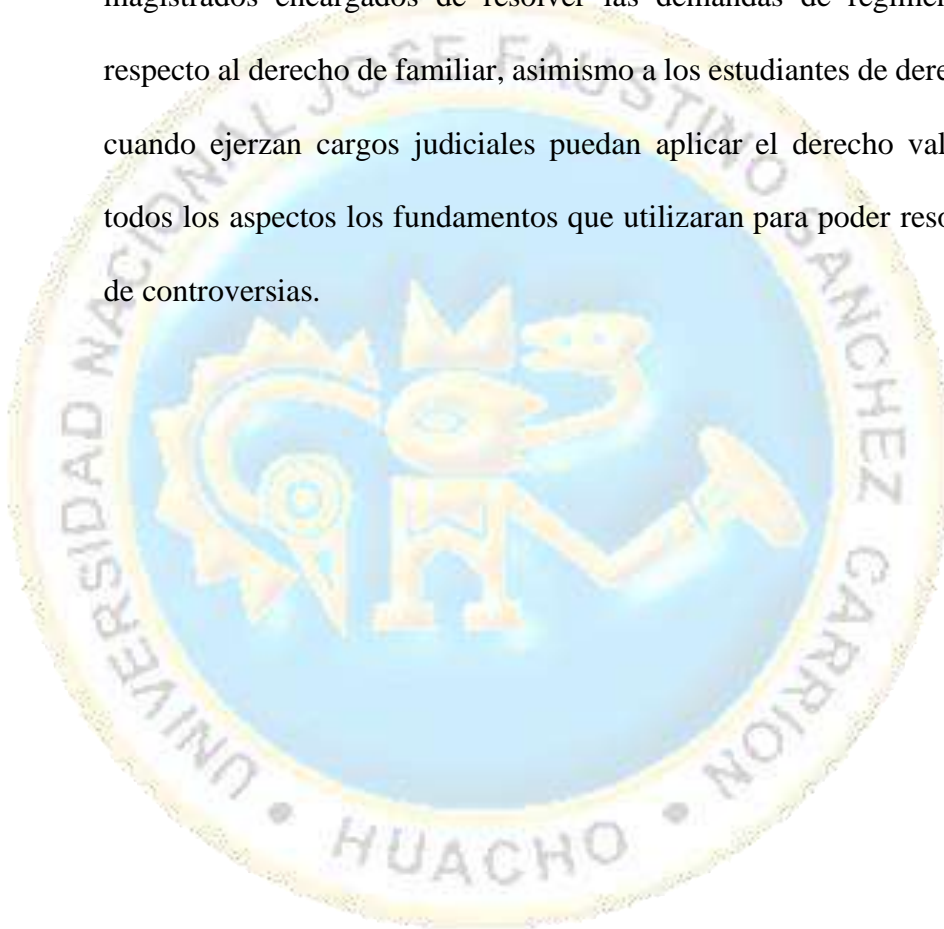 magistrados encargados de resolver las demandas de
respecto al derecho de familiar, asimismo a los estudiantes de
cuando ejerzan cargos judiciales puedan aplicar el derecho
todos los aspectos los fundamentos que utilizaran para poder
de controversias.
UNIVERSIDAD NACIONAL JOSE FAUSTINO SANCHEZ CARRION • HUACHO •